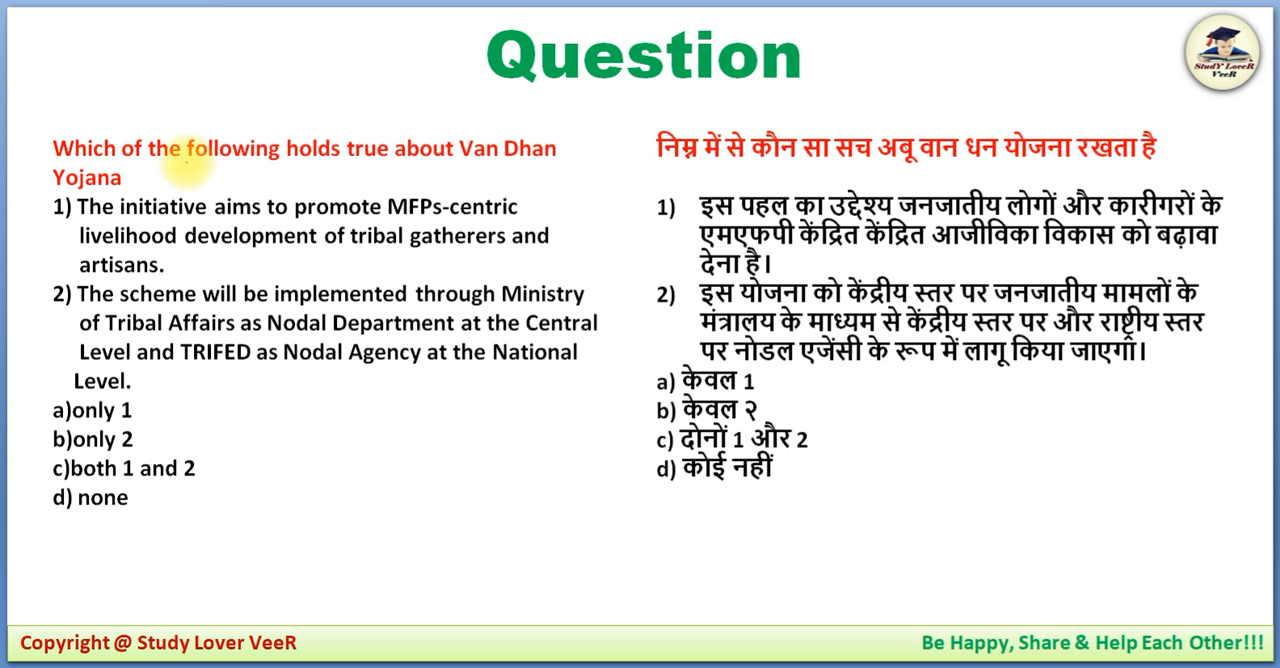 Question
StudY LoveR
VeeR
Which of the following holds true about Van Dhan
Yojana
1) The initiative aims to promote MFPs-centric
livelihood development of tribal gatherers and
artisans.
2) The scheme will be implemented through Ministry
of Tribal Affairs as Nodal Department at the Central
Level and TRIFED as Nodal Agency at the National
Level.
a)only 1
b)only 2
c)both 1 and 2
d) none
निम्न में से कौन सा सच अबू वान धन योजना रखता है
1) इस पहल का उद्देश्य जनजातीय लोगों और कारीगरों के
एमएफपी केंद्रित केंद्रित आजीविका विकास को बढ़ावा
देना है।
2) इस योजना को केंद्रीय स्तर पर जनजातीय मामलों के
मंत्रालय के माध्यम से केंद्रीय स्तर पर और राष्ट्रीय स्तर
पर नोडल एजेंसी के रूप में लागू किया जाएगा।
a) केवल 1
b) केवल २
c) दोनों 1 और 2
d) कोई नहीं
Copyright @ Study Lover VeeR
Be Happy, Share & Help Each Other!!!